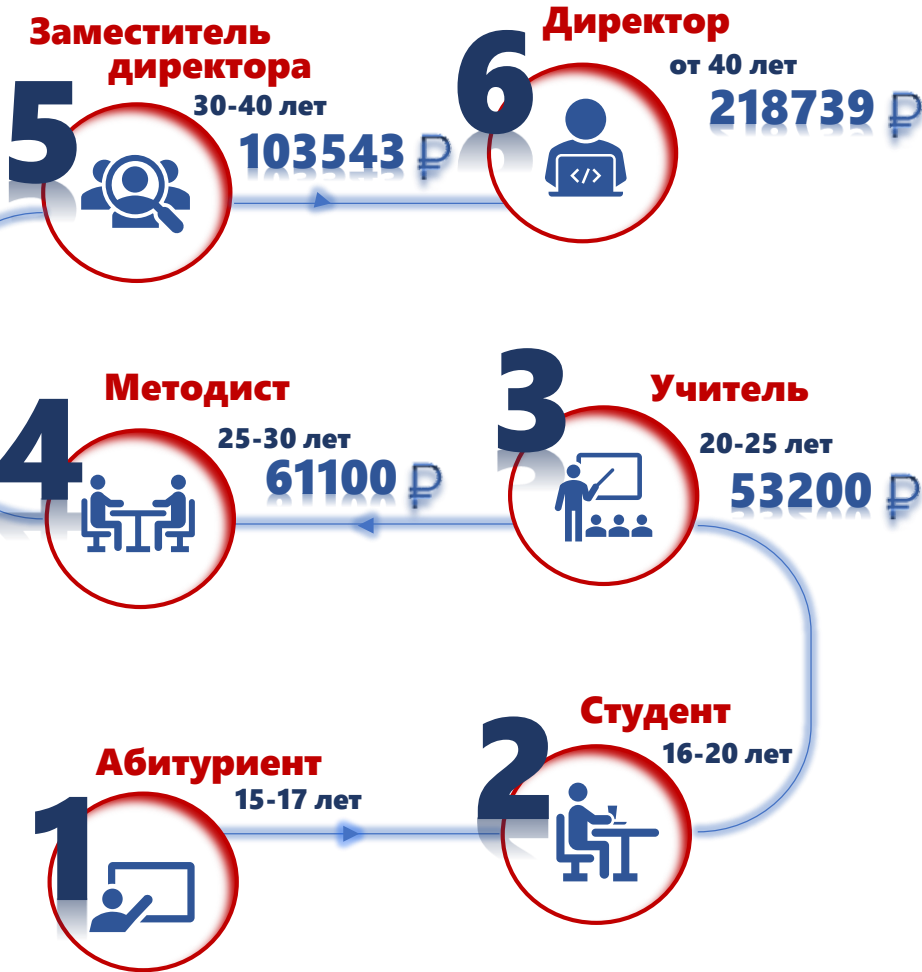 Заместитель
директора
5
30-40 лет
103543 ₽
Директор
6
от 40 лет
218739 ₽
</>
Методист
4
25-30 лет
61100 ₽
3
Учитель
20-25 лет
53200 ₽
Абитуриент
1
15-17 лет
Студент
2
16-20 лет